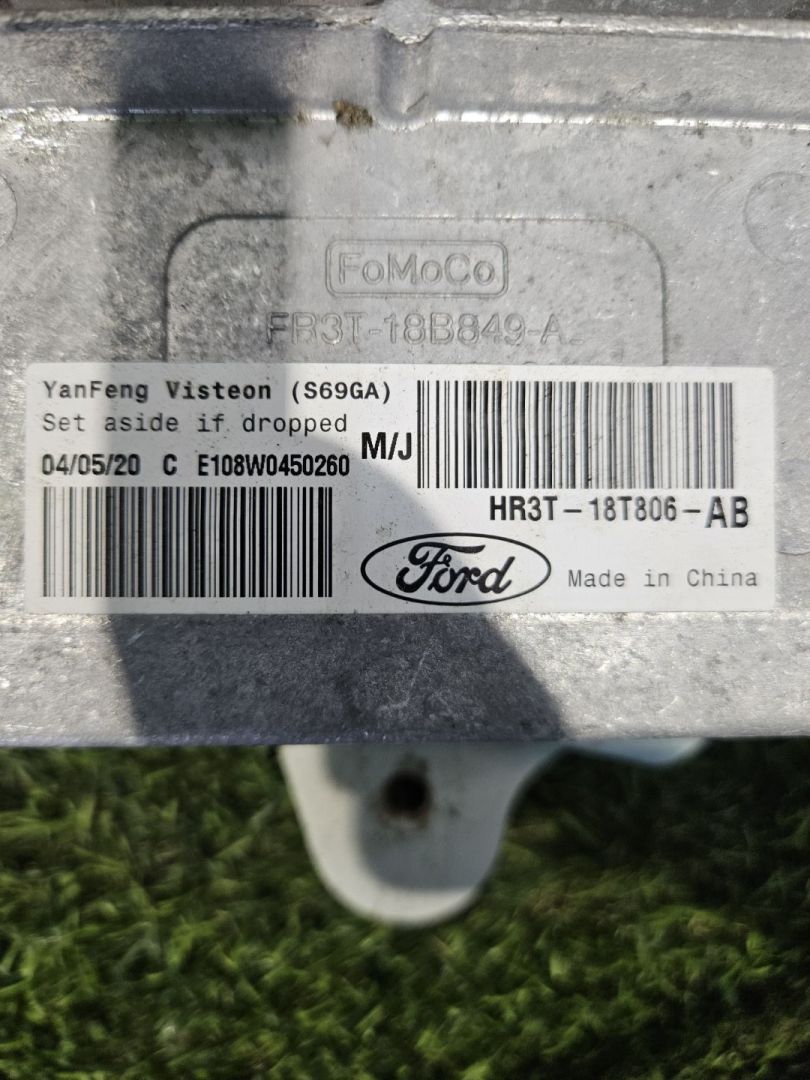 FoMoCo
FR3T-18B849-A
YanFeng Visteon (S69GA)
Set aside if dropped
M/J
04/05/20 C E108W0450260
HR3T-18T806-AB
Ford
Made in China